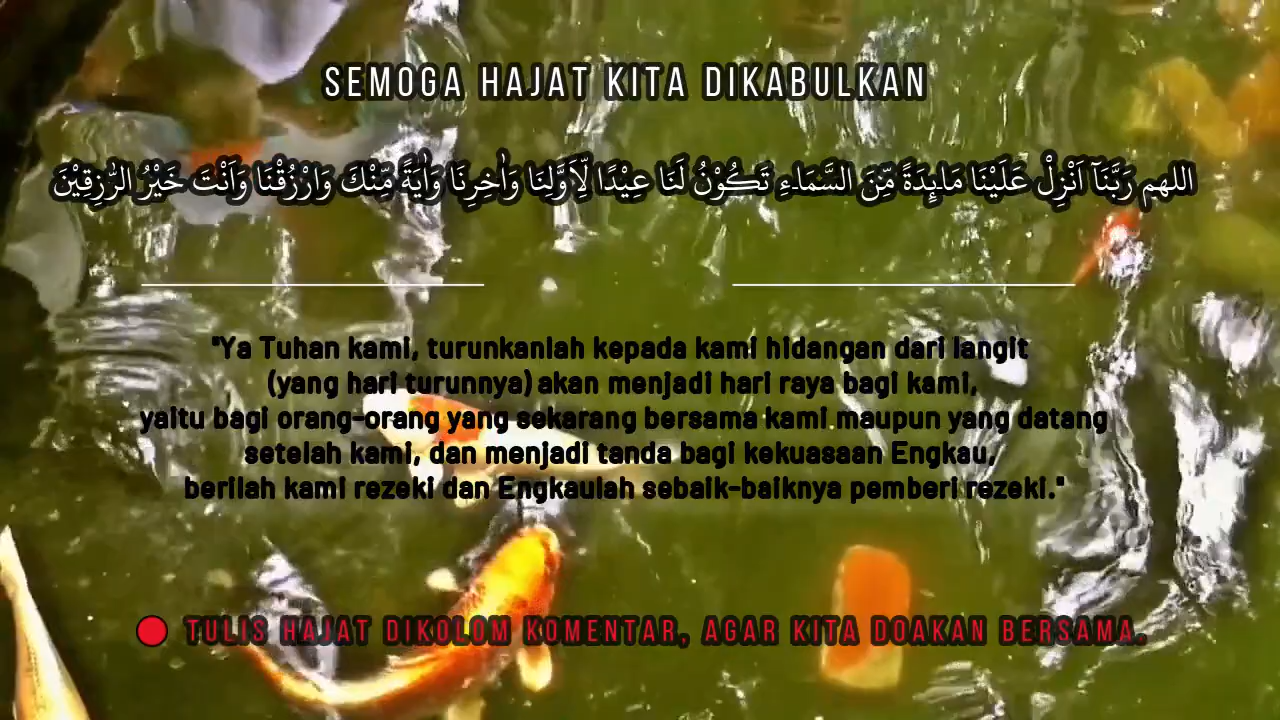 SEMOGA HAJAT KITA DIKABULKAN
اللهم رَبَّنَآ اَنْزِلْ عَلَيْنَا مَاۤىِٕدَةً مِّنَ السَّمَاۤءِ تَكُوْنُ لَنَا عِيْدًا لِّاَوَّلِنَا وَاٰخِرِنَا وَاٰيَةً مِّنْكَ وَارْزُقْنَا وَاَنْتَ خَيْرُ الرّٰزِقِيْنَ
"Ya Tuhan kami, turunkanlah kepada kami hidangan dari langit
(yang hari turunnya) akan menjadi hari raya bagi kami,
yaitu bagi orang-orang yang sekarang bersama kami maupun yang datang
setelah kami, dan menjadi tanda bagi kekuasaan Engkau,
berilah kami rezeki dan Engkaulah sebaik-baiknya pemberi rezeki."
TULIS HAJAT DIKOLOM KOMENTAR, AGAR KITA DOAKAN BERSAMA.